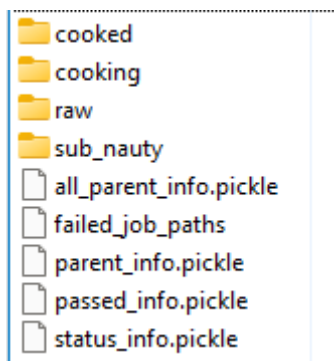 cooked
cooking
raw
sub_nauty
all_parent_info.pickle
failed_job_paths
parent_info.pickle
passed_info.pickle
status_info.pickle